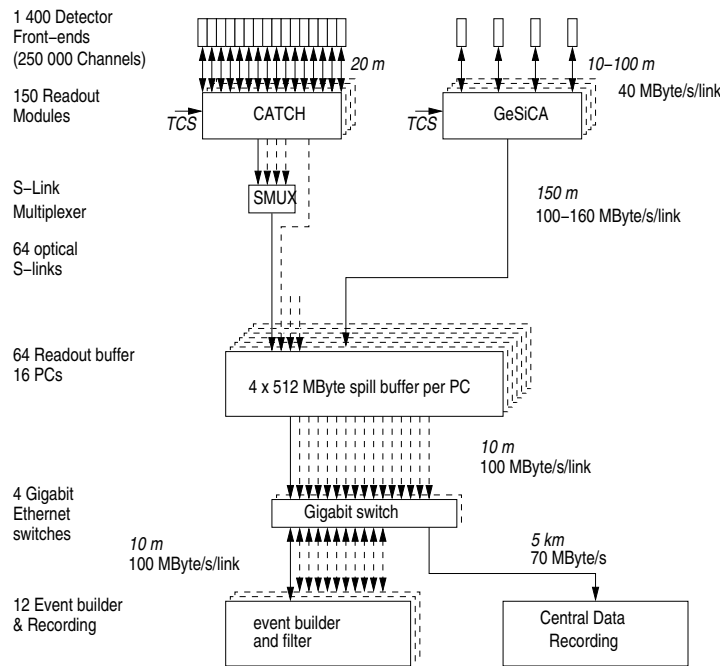 1 400 Detector
Front−ends
(250 000 Channels)
20 m
10−100 m
40 MByte/s/link
150 Readout
Modules
TCS
CATCH
TCS
GeSiCA
S−Link
Multiplexer
SMUX
150 m
100−160 MByte/s/link
64 optical
S−links
64 Readout buffer
16 PCs
4 x 512 MByte spill buffer per PC
10 m
100 MByte/s/link
4 Gigabit
Ethernet
switches
Gigabit switch
10 m
100 MByte/s/link
5 km
70 MByte/s
12 Event builder
& Recording
event builder
and filter
Central Data
Recording